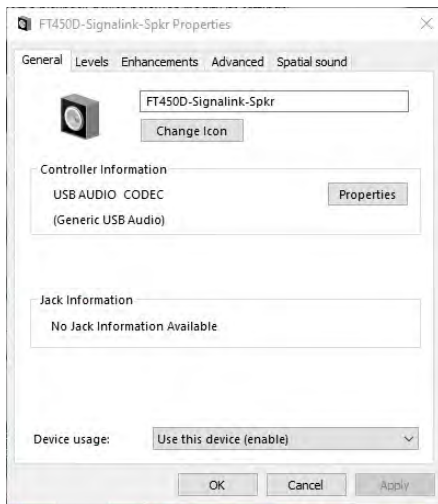 FT450D-Signalink-Spkr Properties
General Levels Enhancements Advanced Spatial sound
FT450D-Signalink-Spkr
Change Icon
Controller Information
USB AUDIO CODEC
Properties
(Generic USB Audio)
Jack Information
No Jack Information Available
Device usage:
Use this device (enable)
OK Cancel Apply